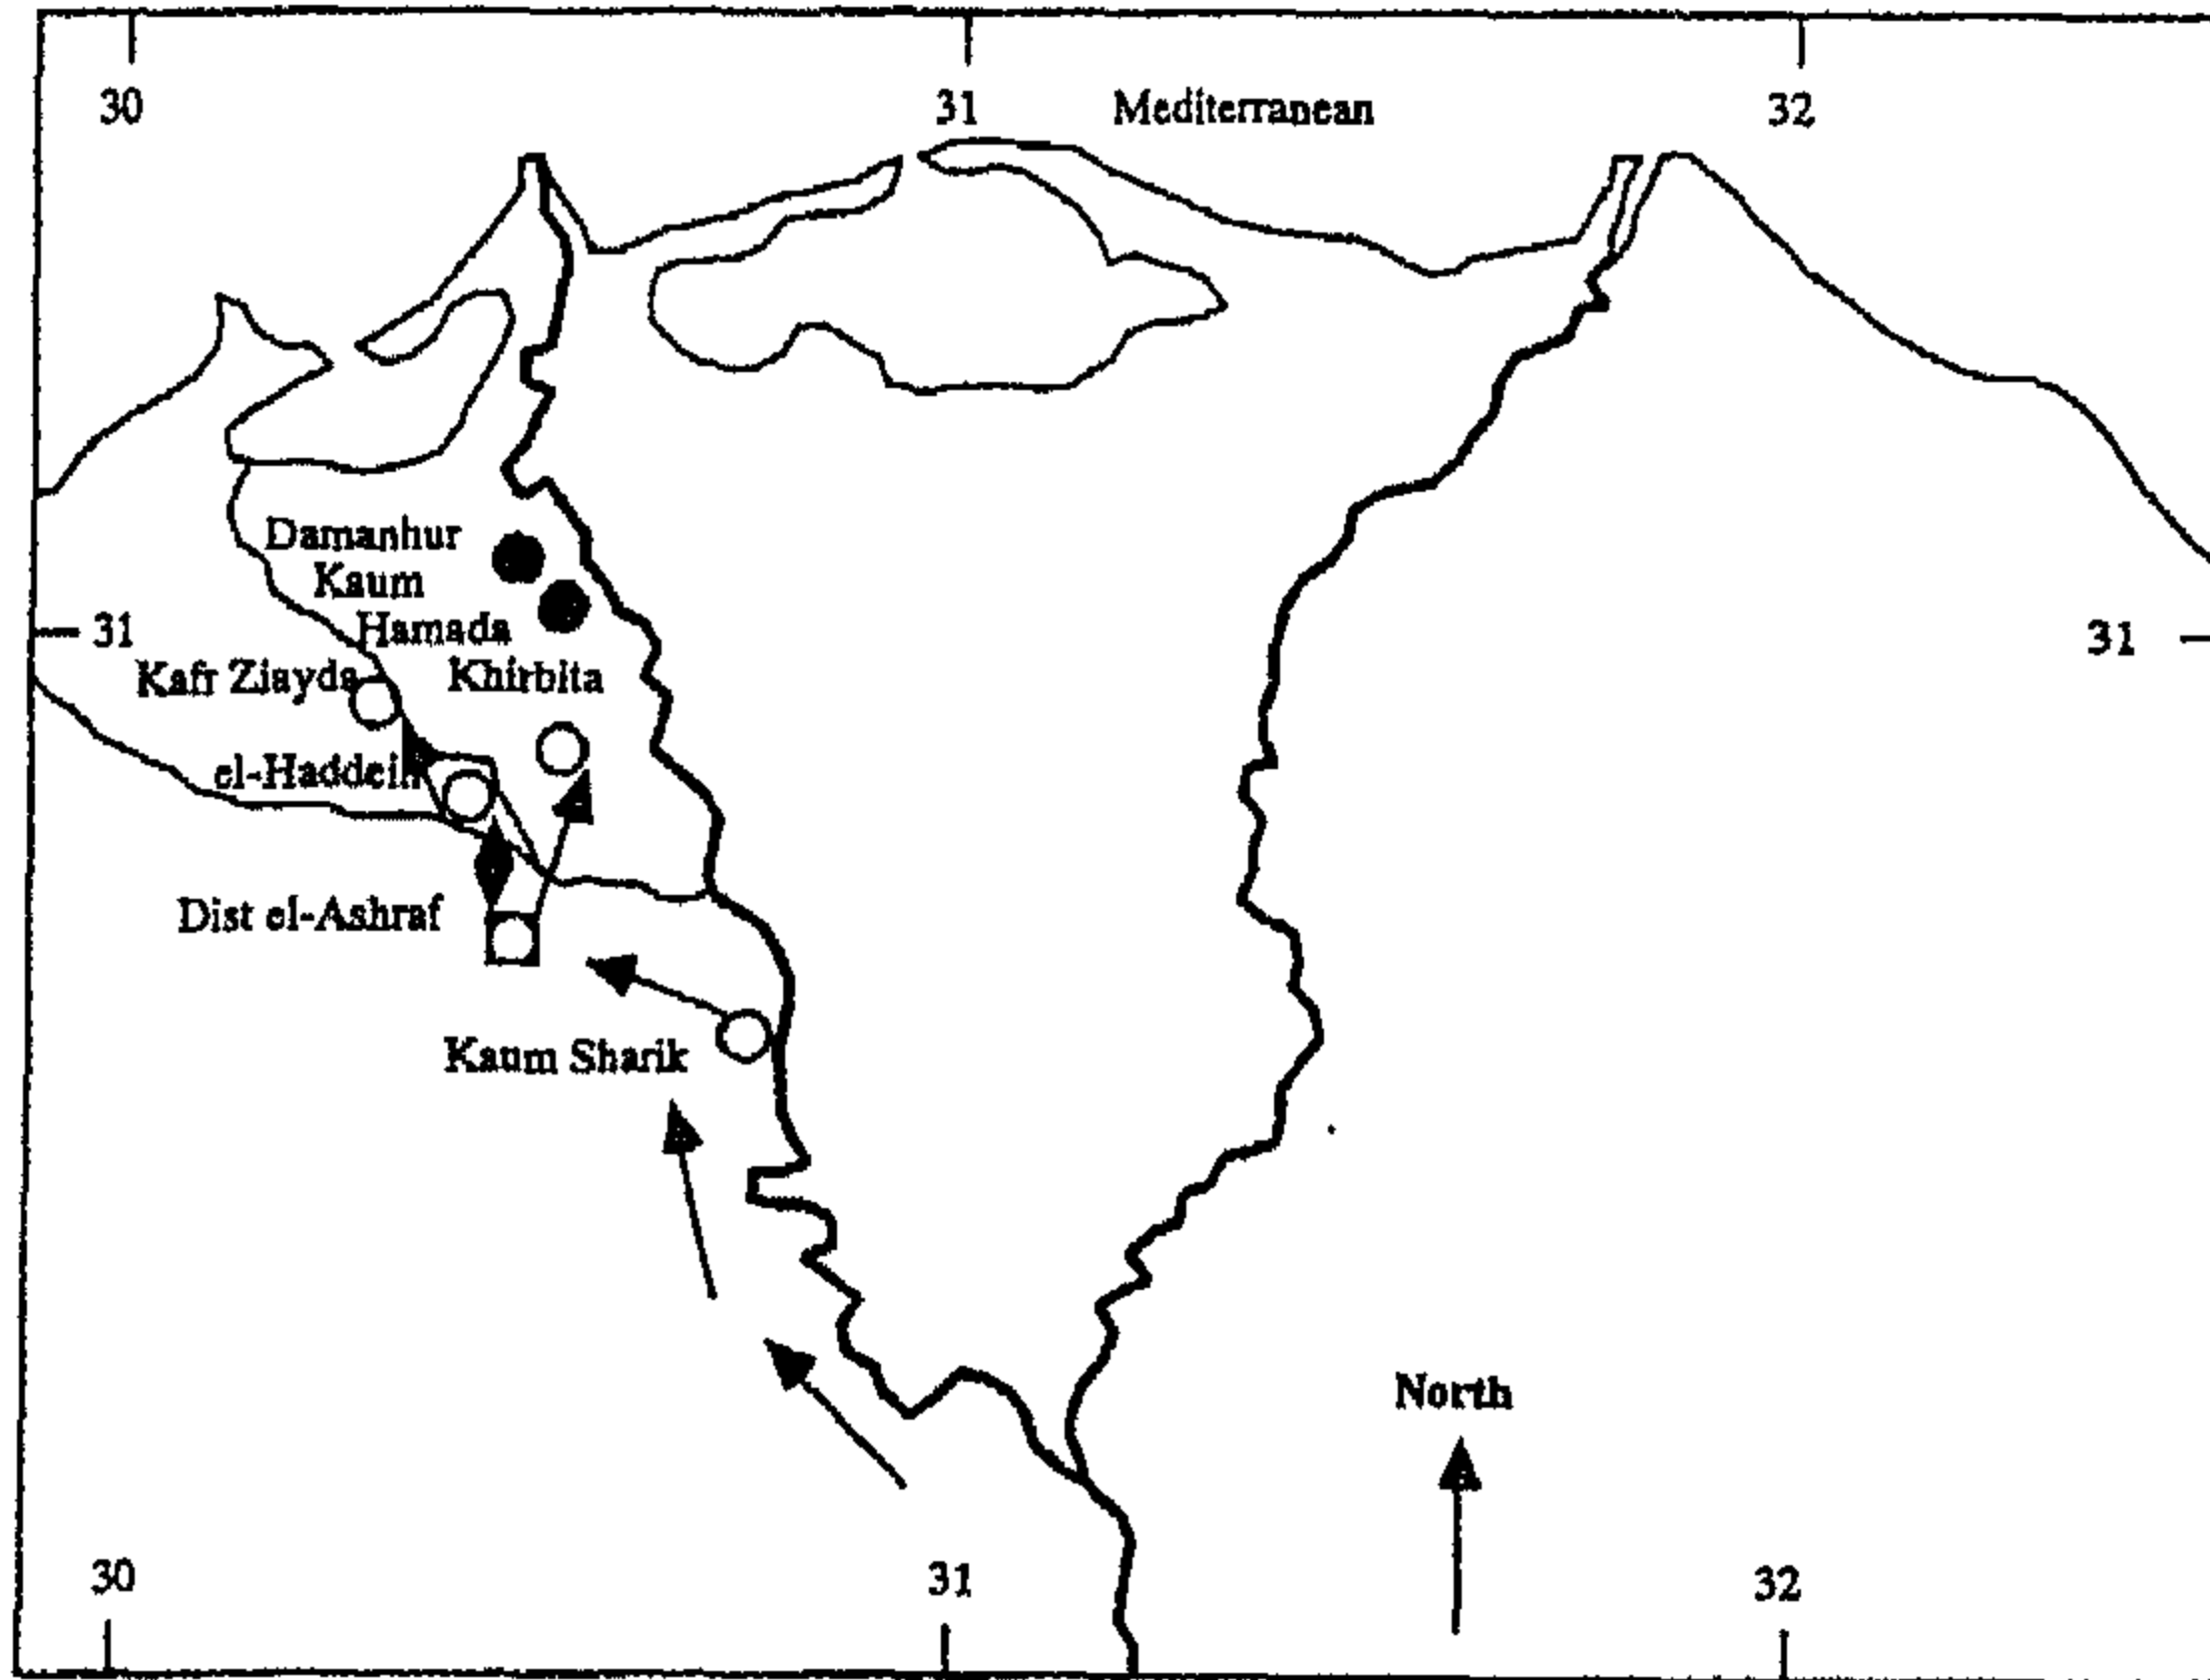 30
31
Mediterranean
32
Damanhur
Kaum
Hamada
31
31
Kafr Ziayda
Khirbita
el-Haddein
Dist el-Ashraf
Kaum Sharik
North
30
31
32